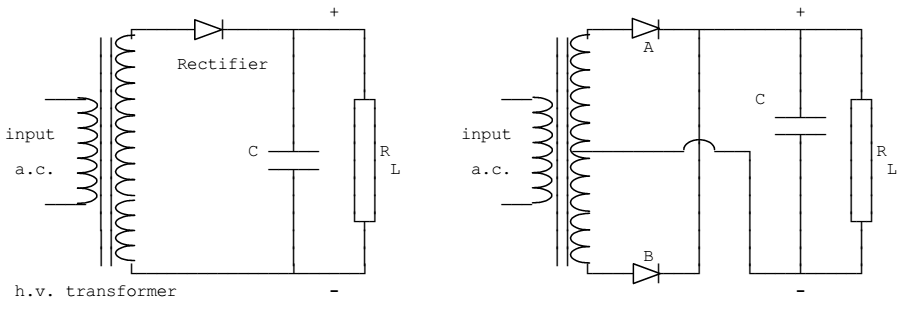 +
Rectifier
input
a.c.
C
R
L
h.v. transformer
-
+
A
C
input
a.c.
R
L
B
-